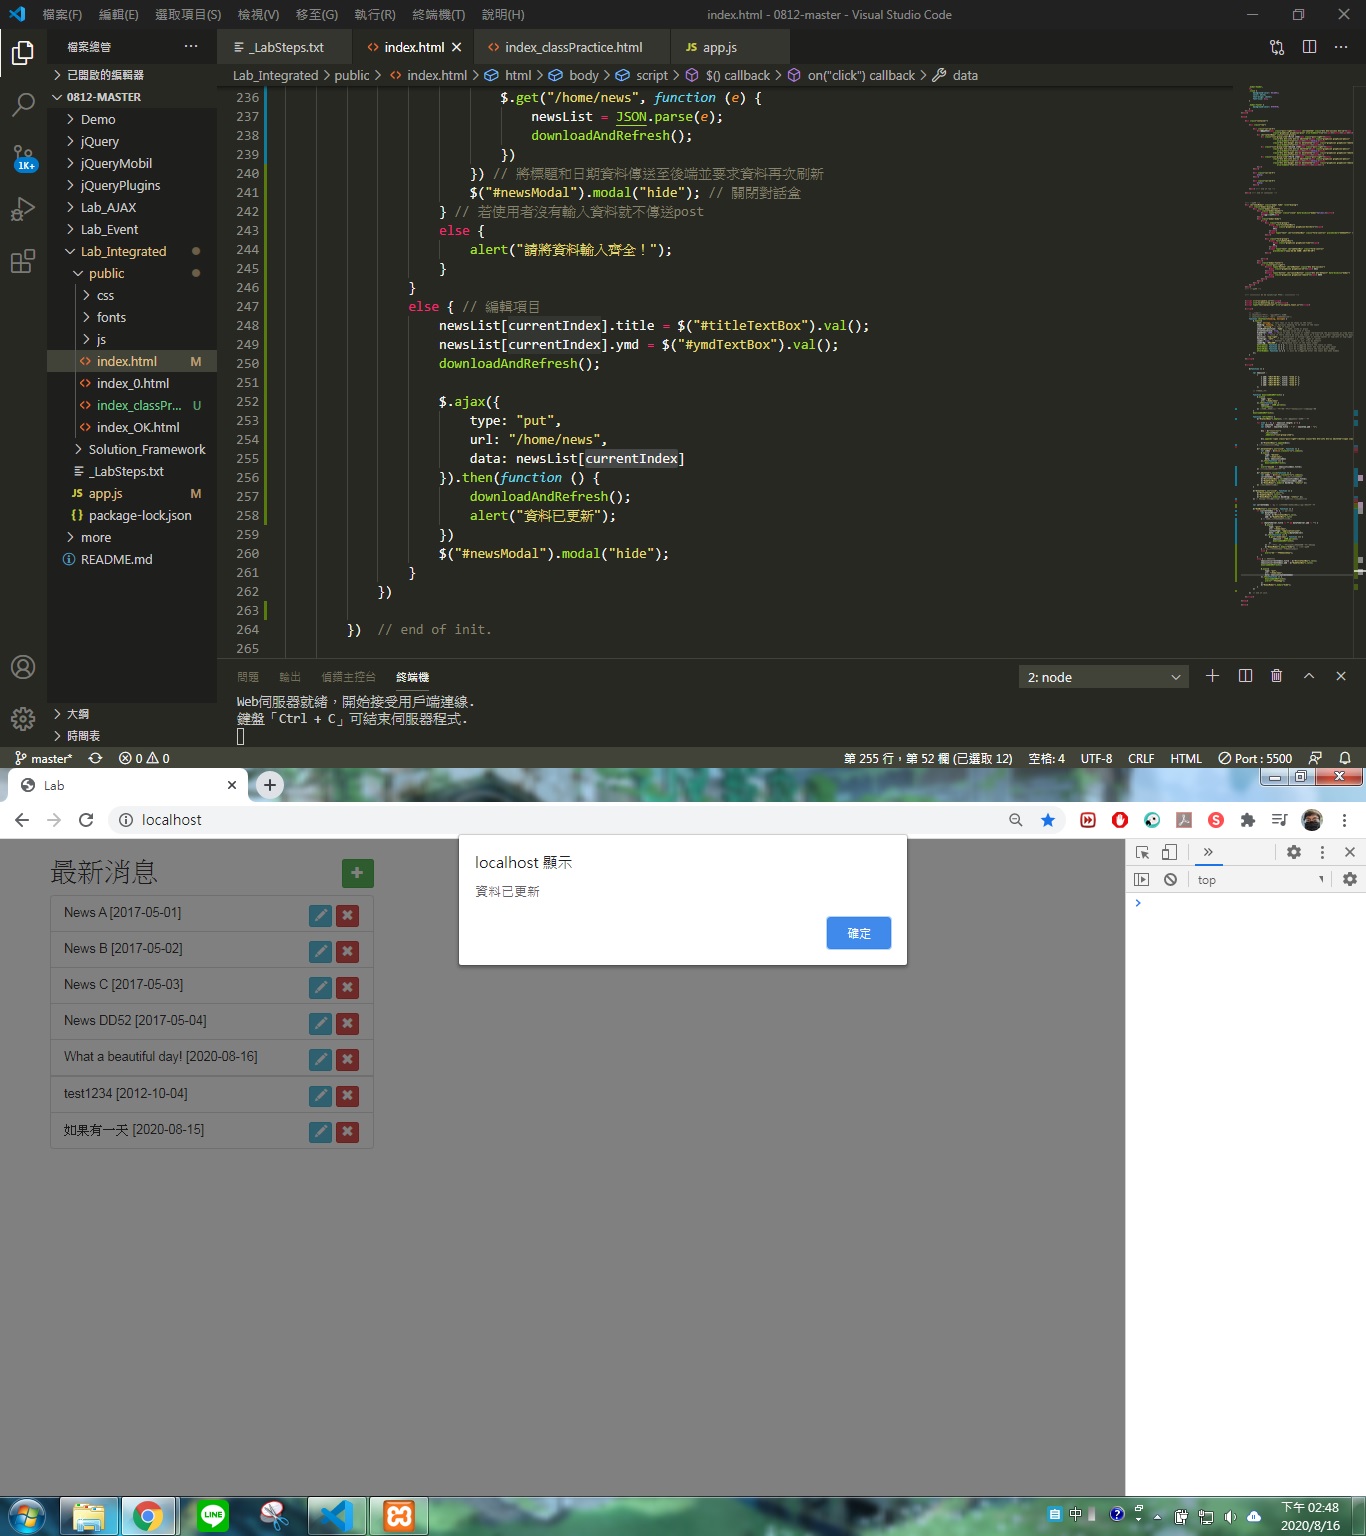 檔案(F) 編輯(E) 選取項目(S) 檢視(V) 移至(G) 執行(R) 終端機(T) 說明(H) index.html - 0812-master - Visual Studio Code
檔案總管 ···
已開啟的編輯器
0812-MASTER
Demo
jQuery
jQueryMobil
jQueryPlugins
Lab_AJAX
Lab_Event
Lab_Integrated
public
css
fonts
js
index.html M
index_0.html
index_classPr... U
index_OK.html
Solution_Framework
_LabSteps.txt
JS app.js M
{} package-lock.json
more
README.md
大綱
時間表
1K+
_LabSteps.txt index.html index_classPractice.html JS app.js
Lab_Integrated > public > index.html > html > body > script > $() callback > on("click") callback > data
236 $.get("/home/news", function (e) {
237 newsList = JSON.parse(e);
238 downloadAndRefresh();
239 })
240 }) // 將標題和日期資料傳送至後端並要求資料再次刷新
241 $("#newsModal").modal("hide"); // 關閉對話盒
242 } // 若使用者沒有輸入資料就不傳送post
243 else {
244 alert("請將資料輸入齊全！");
245 }
246 }
247 else { // 編輯項目
248 newsList[currentIndex].title = $("#titleTextBox").val();
249 newsList[currentIndex].ymd = $("#ymdTextBox").val();
250 downloadAndRefresh();
251
252 $.ajax({
253 type: "put",
254 url: "/home/news",
255 data: newsList[currentIndex]
256 }).then(function () {
257 downloadAndRefresh();
258 alert("資料已更新");
259 })
260 $("#newsModal").modal("hide");
261 }
262 })
263
264 }) // end of init.
265
問題 輸出 偵錯主控台 終端機 2: node
Web伺服器就緒，開始接受用戶端連線.
鍵盤「Ctrl + C」可結束伺服器程式.
master* 0 0 第 255 行，第 52 欄 (已選取 12) 空格: 4 UTF-8 CRLF HTML Port : 5500
Lab
localhost
localhost 顯示
資料已更新
確定
最新消息
News A [2017-05-01]
News B [2017-05-02]
News C [2017-05-03]
News DD52 [2017-05-04]
What a beautiful day! [2020-08-16]
test1234 [2012-10-04]
如果有一天 [2020-08-15]
top
LINE
中
下午 02:48
2020/8/16